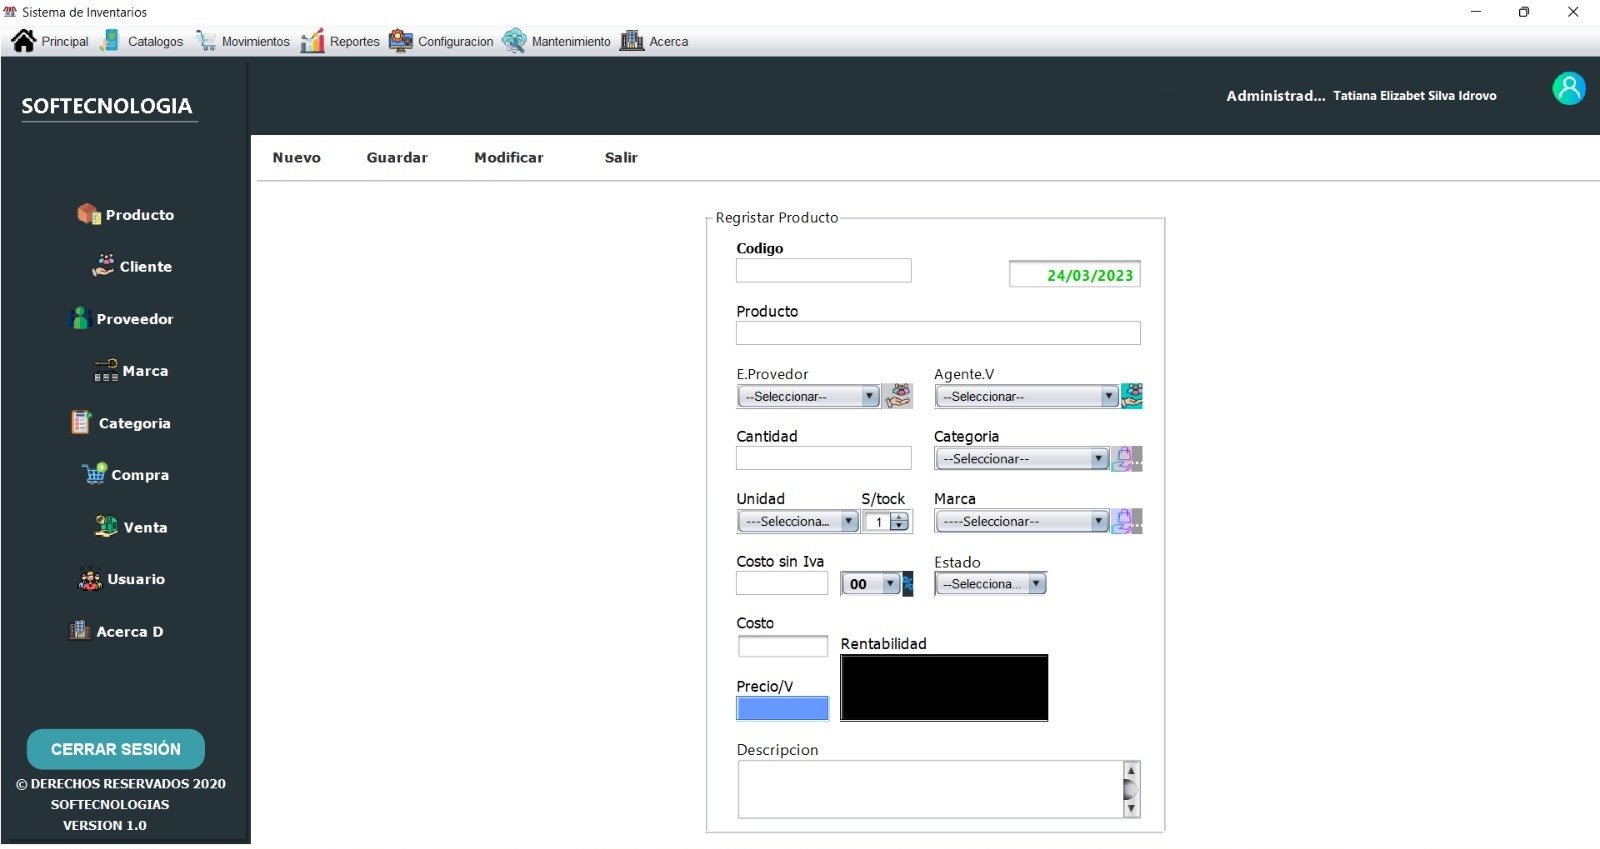 Sistema de Inventarios
Principal Catalogos Movimientos Reportes Configuracion Mantenimiento Acerca
SOFTECNOLOGIA
Administrad... Tatiana Elizabet Silva Idrovo
Nuevo Guardar Modificar Salir
Producto
Cliente
Proveedor
Marca
Categoria
Compra
Venta
Usuario
Acerca D
CERRAR SESIÓN
© DERECHOS RESERVADOS 2020
SOFTECNOLOGIAS
VERSION 1.0
Regristar Producto
Codigo
24/03/2023
Producto
E.Provedor Agente.V
--Seleccionar-- --Seleccionar--
Cantidad Categoria
--Seleccionar--
Unidad S/tock Marca
---Selecciona... 1 ----Seleccionar--
Costo sin Iva Estado
00 % --Selecciona...
Costo
Rentabilidad
Precio/V
Descripcion